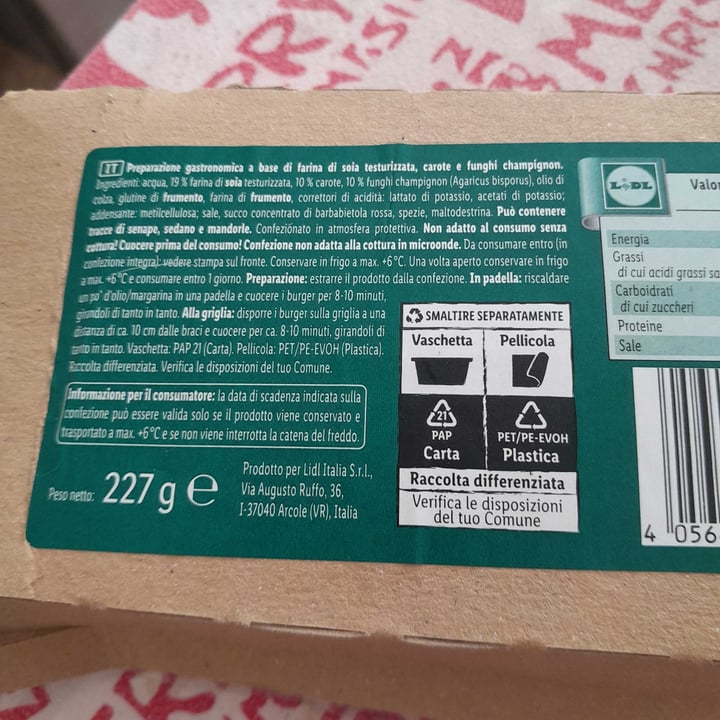 IT Preparazione gastronomica a base di farina di soia testurizzata, carote e funghi champignon.
Ingredienti: acqua, 19 % farina di soia testurizzata, 10 % carote, 10 % funghi champignon (Agaricus bisporus), olio di
colza, glutine di frumento, farina di frumento, correttori di acidità: lattato di potassio, acetati di potassio;
addensante: metilcellulosa; sale, succo concentrato di barbabietola rossa, spezie, maltodestrina. Può contenere
tracce di senape, sedano e mandorle. Confezionato in atmosfera protettiva. Non adatto al consumo senza
cottura! Cuocere prima del consumo! Confezione non adatta alla cottura in microonde. Da consumare entro (in
confezione integra): vedere stampa sul fronte. Conservare in frigo a max. +6°C. Una volta aperto conservare in frigo
a max. +6°C e consumare entro 1 giorno. Preparazione: estrarre il prodotto dalla confezione. In padella: riscaldare
un po' d'olio/margarina in una padella e cuocere i burger per 8-10 minuti,
girandoli di tanto in tanto. Alla griglia: disporre i burger sulla griglia a una
distanza di ca. 10 cm dalle braci e cuocere per ca. 8-10 minuti, girandoli di
tanto in tanto. Vaschetta: PAP 21 (Carta). Pellicola: PET/PE-EVOH (Plastica).
Raccolta differenziata. Verifica le disposizioni del tuo Comune.
Informazione per il consumatore: la data di scadenza indicata sulla
confezione può essere valida solo se il prodotto viene conservato e
trasportato a max. +6°C e se non viene interrotta la catena del freddo.
Peso netto: 227 g e
Prodotto per Lidl Italia S.r.l.,
Via Augusto Ruffo, 36,
I-37040 Arcole (VR), Italia
SMALTIRE SEPARATAMENTE
Vaschetta Pellicola
21
PAP PET/PE-EVOH
Carta Plastica
Raccolta differenziata
Verifica le disposizioni
del tuo Comune
LIDL
Valor
Energia
Grassi
di cui acidi grassi sa
Carboidrati
di cui zuccheri
Proteine
Sale
4 056